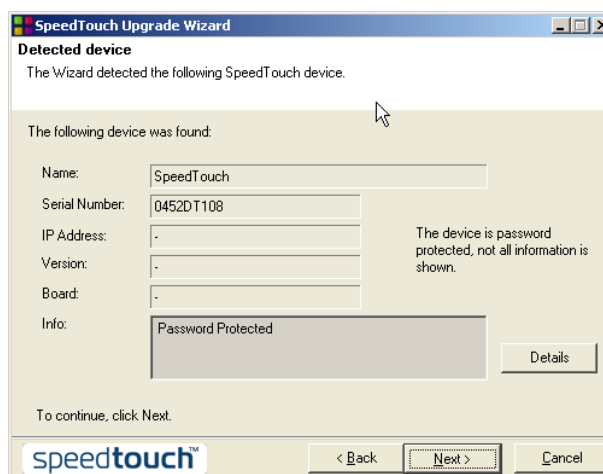 SpeedTouch Upgrade Wizard
Detected device
The Wizard detected the following SpeedTouch device.
The following device was found:
Name: SpeedTouch
Serial Number: 0452DT108
IP Address: -
Version: -
Board: -
The device is password
protected, not all information is
shown.
Info: Password Protected
Details
To continue, click Next.
speedtouch™
< Back Next > Cancel